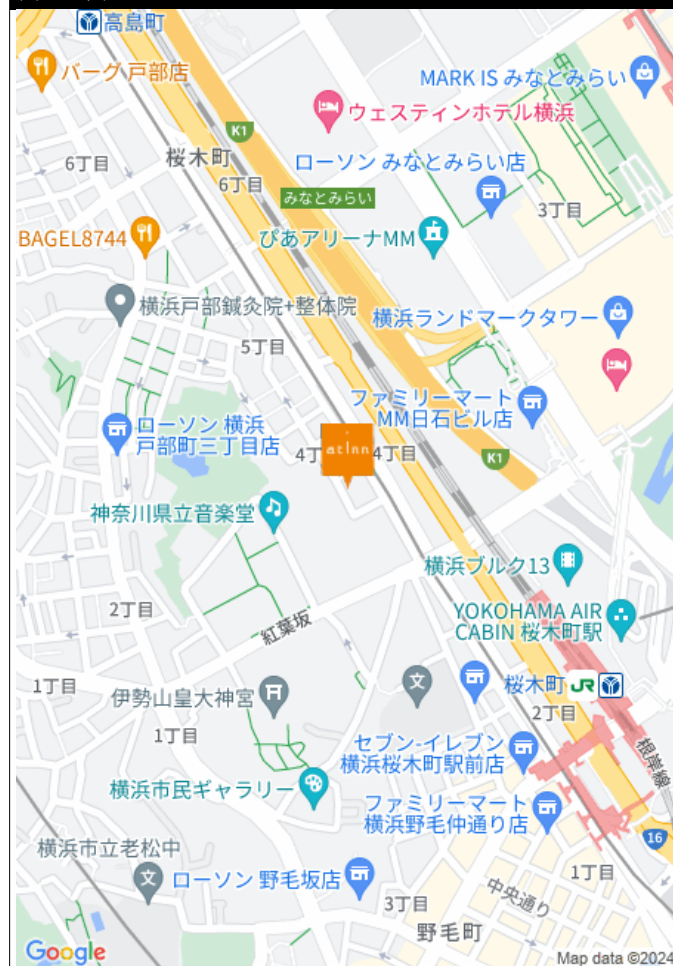 高島町
バーグ 戸部店
MARK IS みなとみらい
ウェスティンホテル横浜
K1
桜木町
6丁目
6丁目
ローソン みなとみらい店
みなとみらい
3丁目
BAGEL8744
ぴあアリーナMM
横浜戸部鍼灸院+整体院
横浜ランドマークタワー
5丁目
ファミリーマート
MM日石ビル店
ローソン 横浜
戸部町三丁目店
4丁
at inn
4丁目
K1
神奈川県立音楽堂
横浜ブルク13
2丁目
YOKOHAMA AIR
CABIN 桜木町駅
紅葉坂
1丁目
伊勢山皇大神宮
文
桜木町 JR
2丁目
1丁目
セブン-イレブン
横浜桜木町駅前店
根岸線
横浜市民ギャラリー
ファミリーマート
横浜野毛仲通り店
16
横浜市立老松中
文
ローソン 野毛坂店
1丁目
中央通り
3丁目
野毛町
Google
Map data ©2024